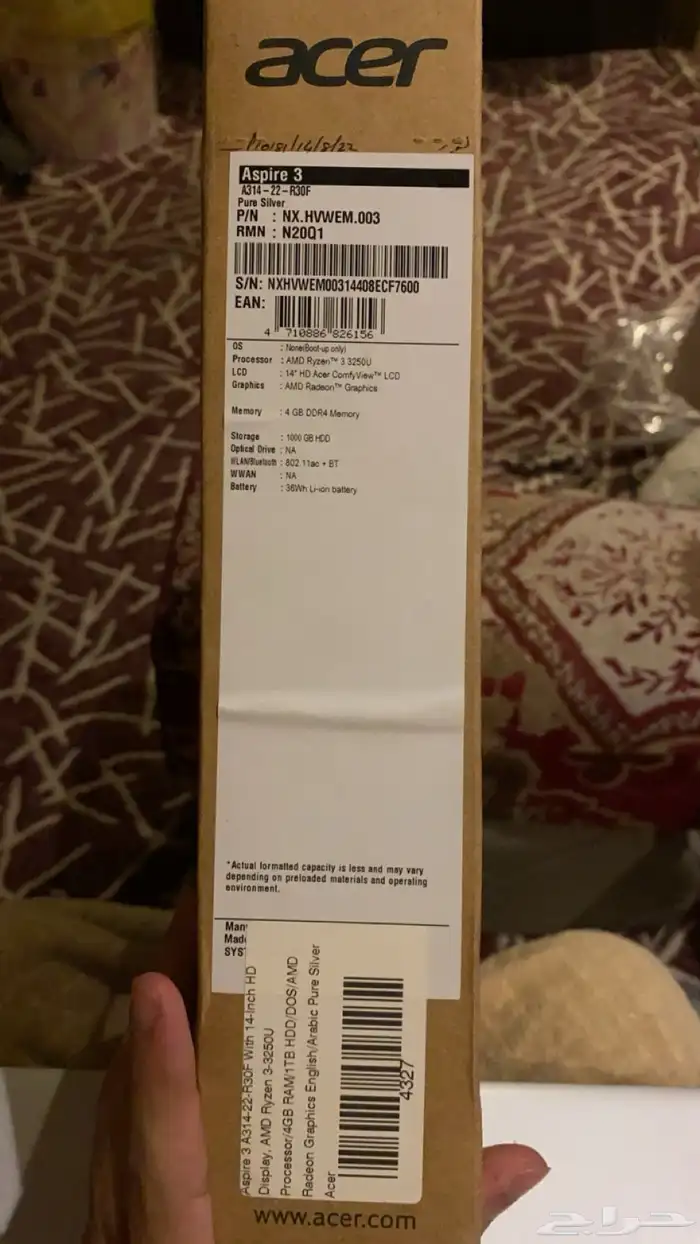 acer
Aspire 3
A314-22-R30F
Pure Silver
P/N : NX.HVWEM.003
RMN : N20Q1
S/N: NXHVWEM00314408ECF7600
EAN:
4 710886 826156
OS : None(Boot-up only)
Processor : AMD Ryzen™ 3 3250U
LCD : 14" HD Acer ComfyView™ LCD
Graphics : AMD Radeon™ Graphics
Memory : 4 GB DDR4 Memory
Storage : 1000 GB HDD
Optical Drive : NA
WLAN/Bluetooth : 802.11ac + BT
WWAN : NA
Battery : 36Wh Li-ion battery
*Actual formatted capacity is less and may vary
depending on preloaded materials and operating
environment.
Man
Made
SYS
Aspire 3 A314-22-R30F With 14-Inch HD
Display, AMD Ryzen 3-3250U
Processor/4GB RAM/1TB HDD/DOS/AMD
Radeon Graphics English/Arabic Pure Silver
Acer
4327
www.acer.com
حراج